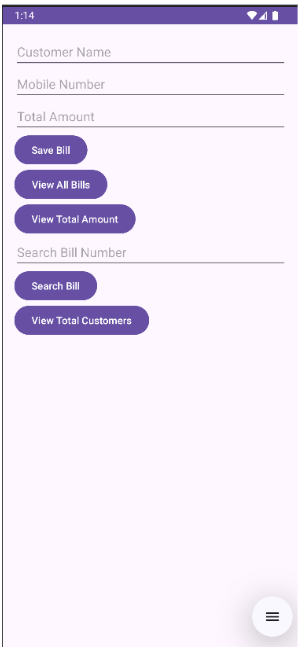 1:14
Customer Name
Mobile Number
Total Amount
Save Bill
View All Bills
View Total Amount
Search Bill Number
Search Bill
View Total Customers